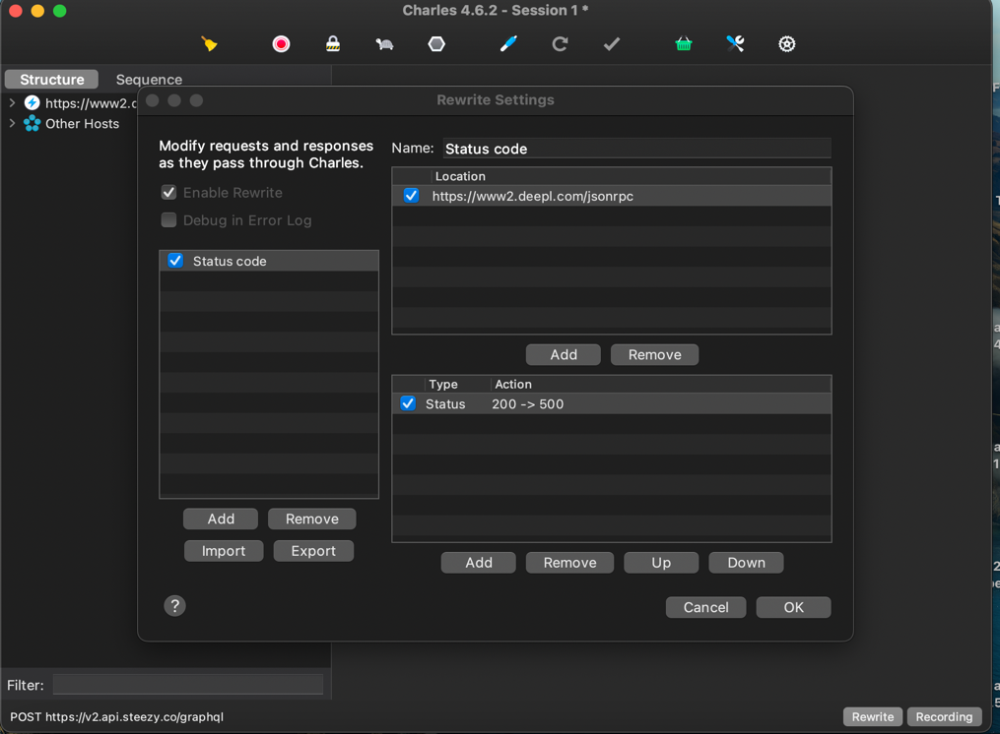 Charles 4.6.2 - Session 1 *
Structure Sequence
https://www2.d
Other Hosts
Rewrite Settings
Modify requests and responses
as they pass through Charles.
Enable Rewrite
Debug in Error Log
Status code
Add Remove
Import Export
?
Name: Status code
Location
https://www2.deepl.com/jsonrpc
Add Remove
Type Action
Status 200 -> 500
Add Remove Up Down
Cancel OK
Filter:
POST https://v2.api.steezy.co/graphql
Rewrite Recording